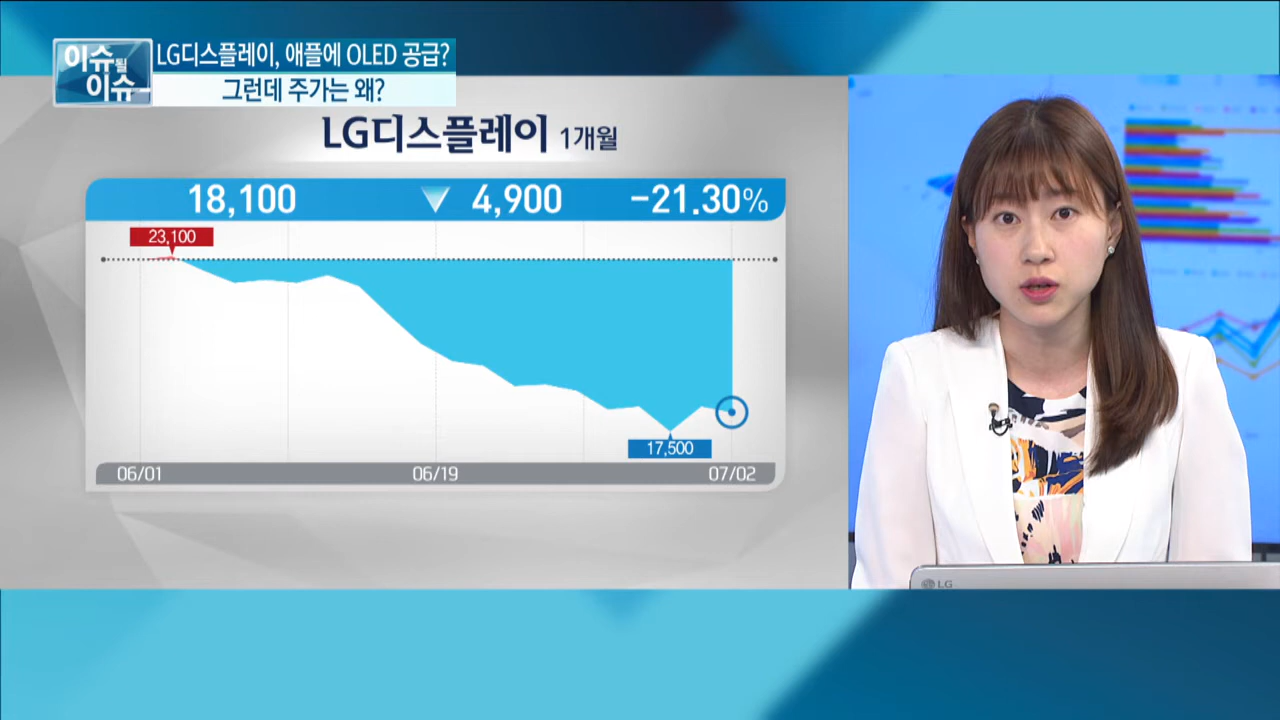 이슈될
이슈
LG디스플레이, 애플에 OLED 공급?
그런데 주가는 왜?
LG디스플레이 1개월
18,100 ▼ 4,900 -21.30%
23,100
17,500
06/01 06/19 07/02
LG